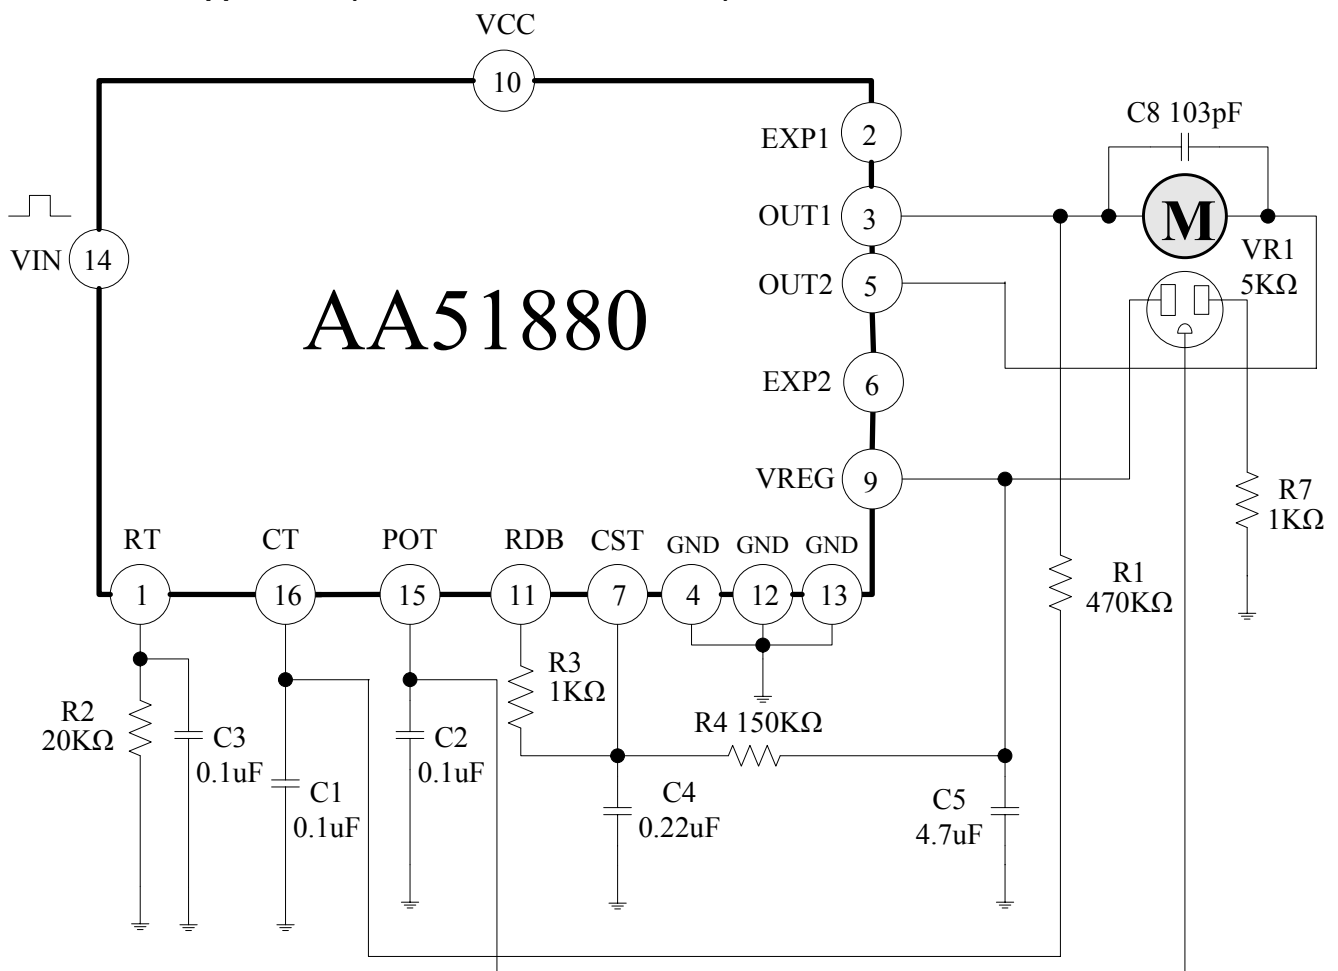 VCC
10
EXP1
2
C8 103pF
OUT1
3
M
VIN
14
OUT2
5
VR1
5KΩ
AA51880
EXP2
6
VREG
9
R7
1KΩ
RT
CT
POT
RDB
CST
GND
GND
GND
1
16
15
11
7
4
12
13
R1
470KΩ
R3
1KΩ
R2
20KΩ
C3
0.1uF
C2
0.1uF
R4 150KΩ
C1
0.1uF
C4
0.22uF
C5
4.7uF